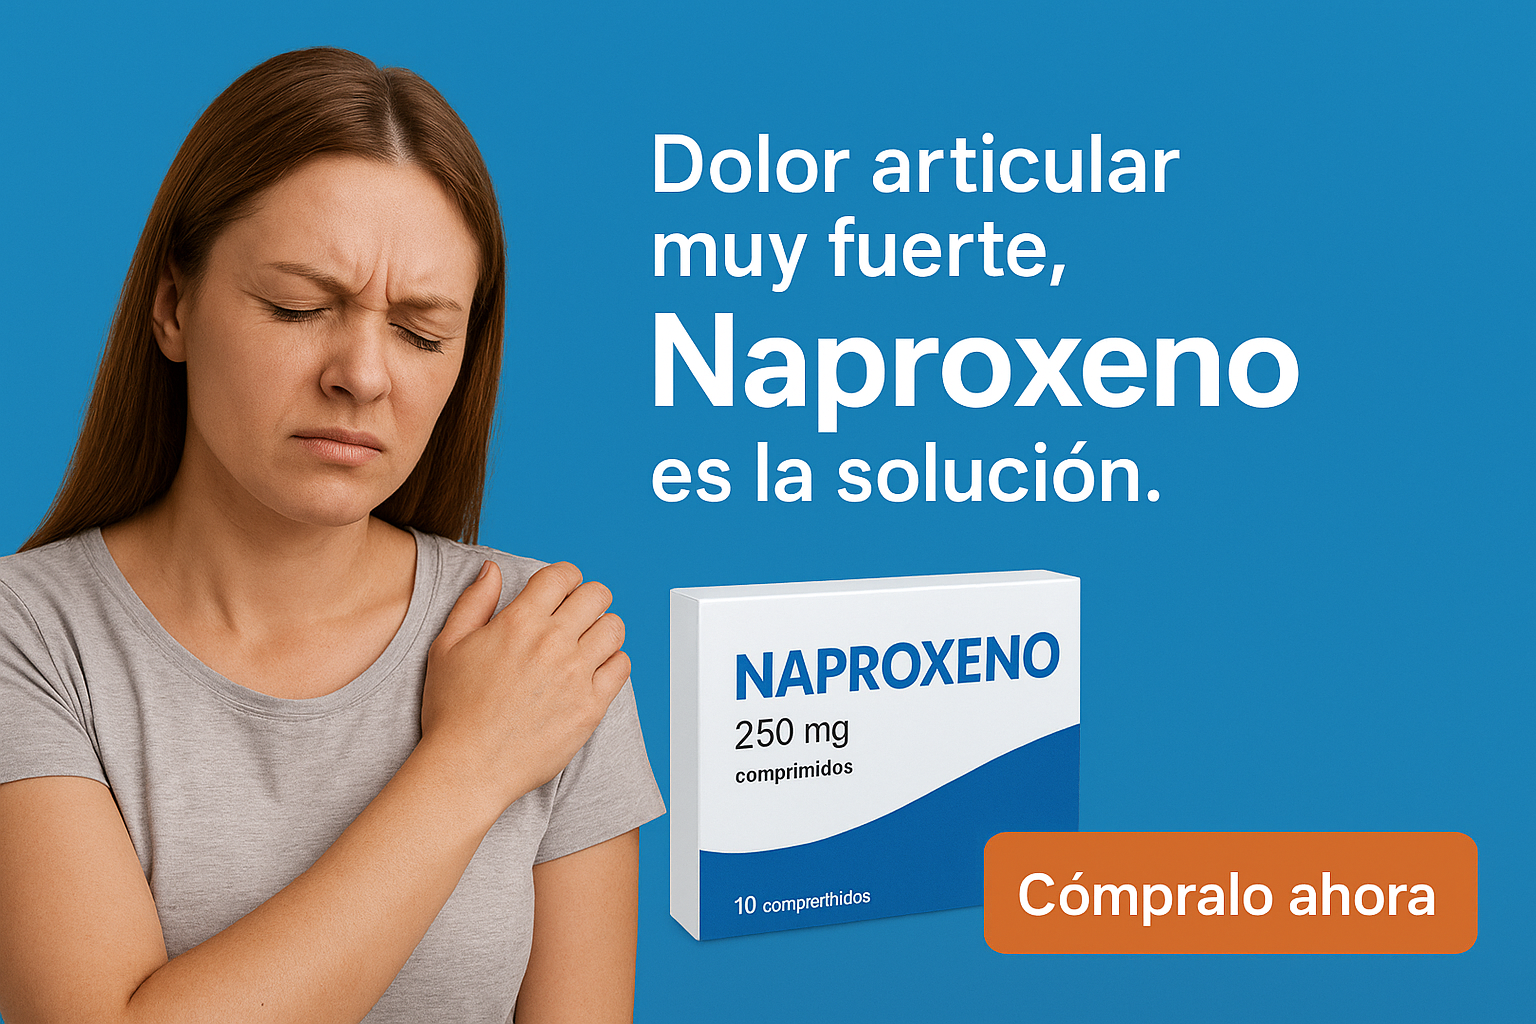 Dolor articular
muy fuerte,
Naproxeno
es la solución.
NAPROXENO
250 mg
comprimidos
10 comprerthidos
Cómpralo ahora